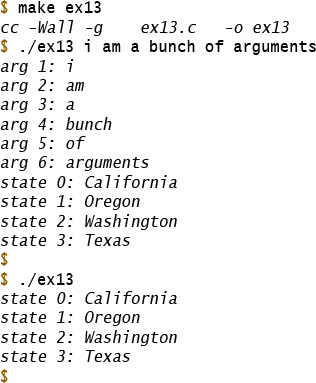 $ make ex13
cc -Wall -g    ex13.c   -o ex13
$ ./ex13 i am a bunch of arguments
arg 1: i
arg 2: am
arg 3: a
arg 4: bunch
arg 5: of
arg 6: arguments
state 0: California
state 1: Oregon
state 2: Washington
state 3: Texas
$
$ ./ex13
state 0: California
state 1: Oregon
state 2: Washington
state 3: Texas
$